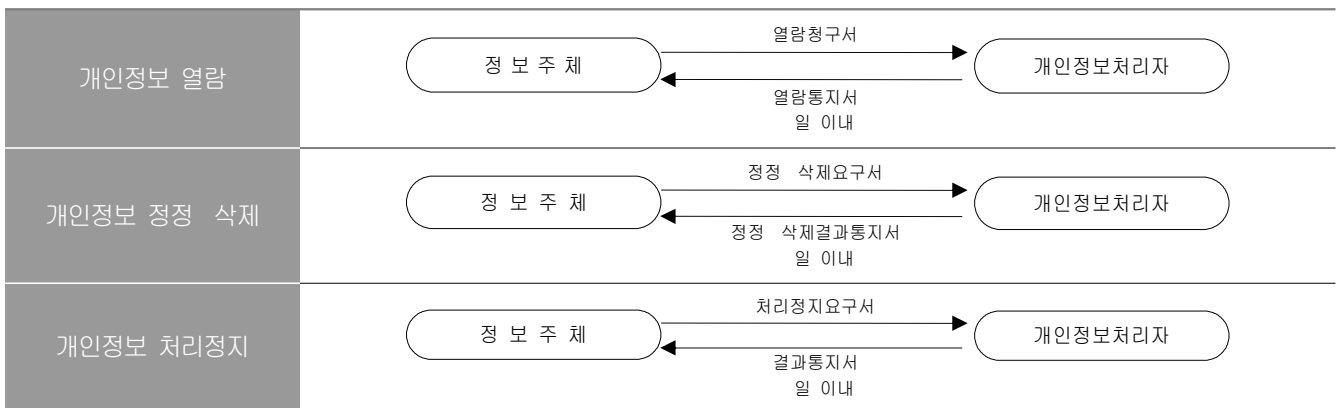 개인정보 열람
정 보 주 체
열람청구서
개인정보처리자
열람통지서
일 이내
개인정보 정정 삭제
정 보 주 체
정정 삭제요구서
개인정보처리자
정정 삭제결과통지서
일 이내
개인정보 처리정지
정 보 주 체
처리정지요구서
개인정보처리자
결과통지서
일 이내